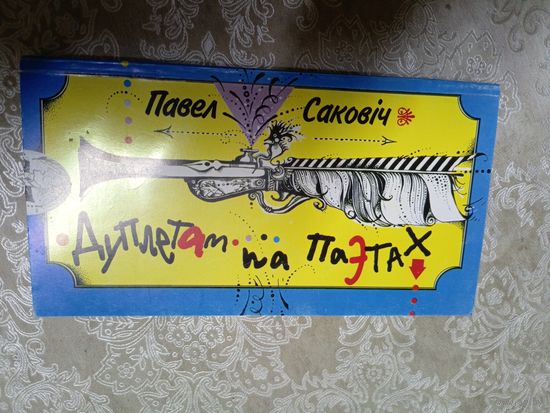 Павел Саковіч
Дуплетам па паэтах